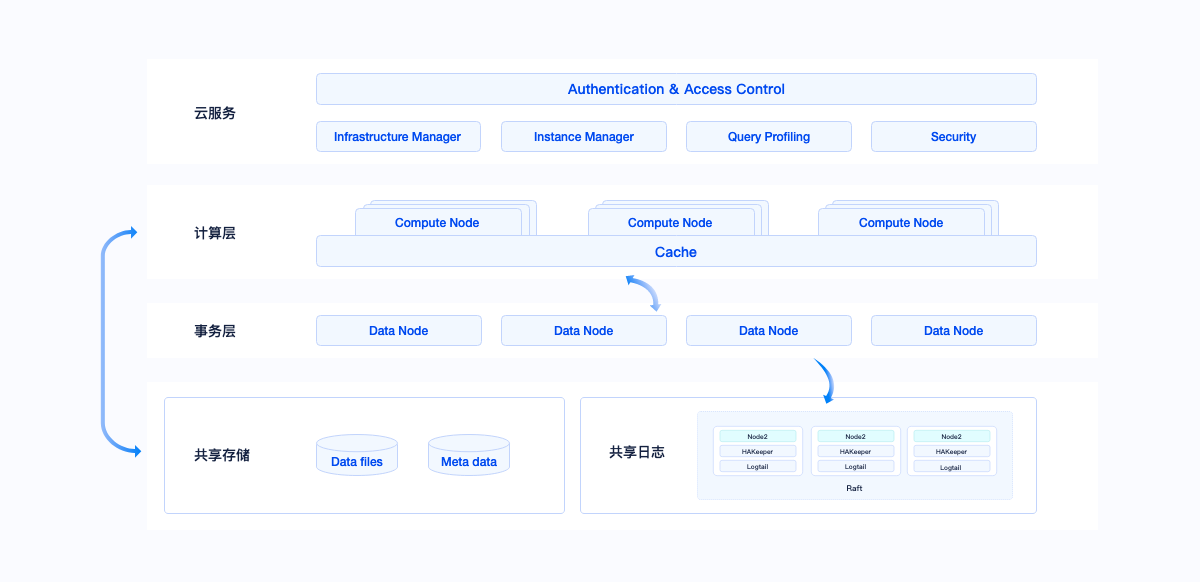 云服务
Authentication & Access Control
Infrastructure Manager
Instance Manager
Query Profiling
Security
计算层
Compute Node
Compute Node
Compute Node
Cache
事务层
Data Node
Data Node
Data Node
Data Node
共享存储
Data files
Meta data
共享日志
Node2
HAKeeper
Logtail
Node2
HAKeeper
Logtail
Node2
HAKeeper
Logtail
Raft